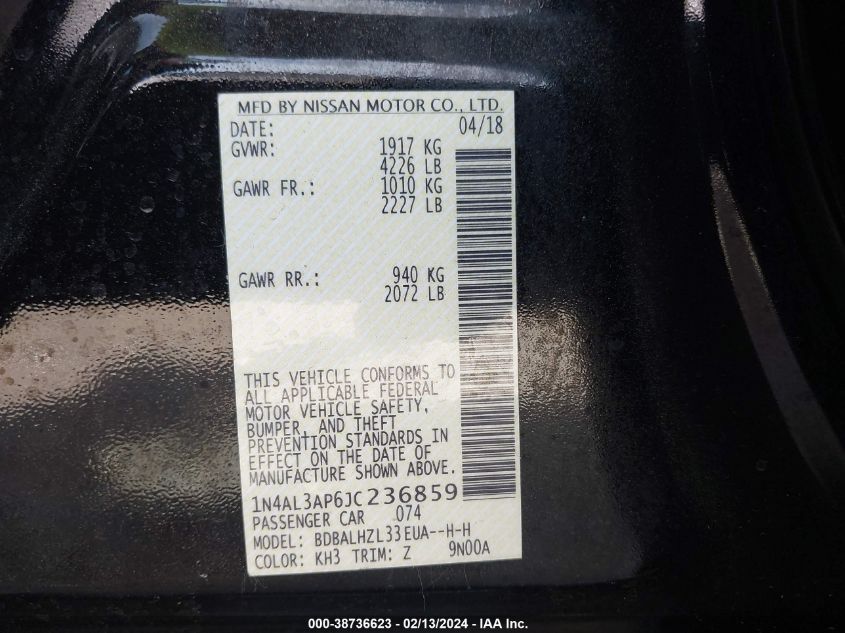 MFD BY NISSAN MOTOR CO., LTD.
DATE: 04/18
GVWR: 1917 KG
4226 LB
GAWR FR.: 1010 KG
2227 LB
GAWR RR.: 940 KG
2072 LB
THIS VEHICLE CONFORMS TO
ALL APPLICABLE FEDERAL
MOTOR VEHICLE SAFETY,
BUMPER, AND THEFT
PREVENTION STANDARDS IN
EFFECT ON THE DATE OF
MANUFACTURE SHOWN ABOVE.
1N4AL3AP6JC236859
PASSENGER CAR 074
MODEL: BDBALHZL33EUA--H-H
COLOR: KH3 TRIM: Z 9N00A
000-38736623 - 02/13/2024 - IAA Inc.